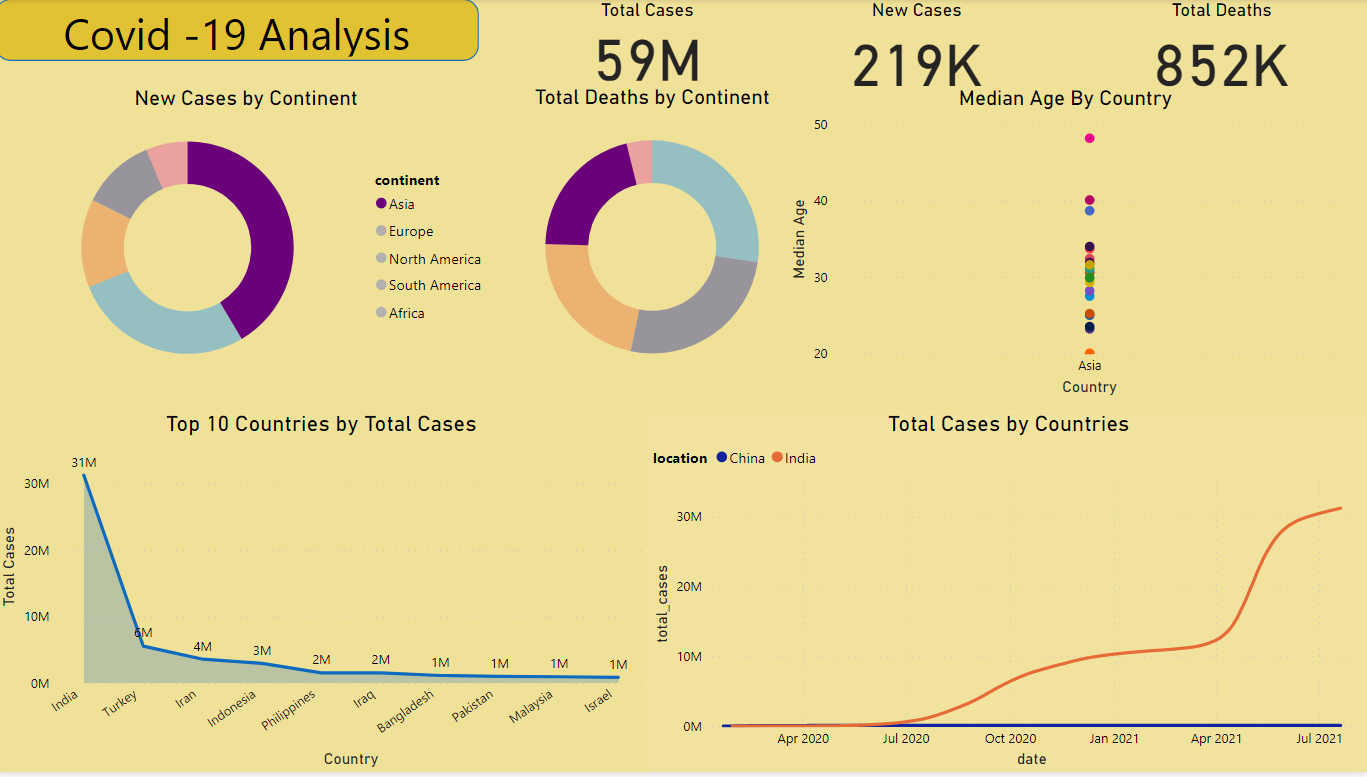 Covid -19 Analysis
Total Cases
59M
New Cases
219K
Total Deaths
852K
New Cases by Continent
continent
Asia
Europe
North America
South America
Africa
Total Deaths by Continent
Median Age By Country
50
40
30
20
Median Age
Asia
Country
Top 10 Countries by Total Cases
31M
6M
4M
3M
2M
2M
1M
1M
1M
1M
30M
20M
10M
0M
Total Cases
India
Turkey
Iran
Indonesia
Philippines
Iraq
Bangladesh
Pakistan
Malaysia
Israel
Country
Total Cases by Countries
location China India
30M
20M
10M
0M
total_cases
Apr 2020
Jul 2020
Oct 2020
Jan 2021
Apr 2021
Jul 2021
date